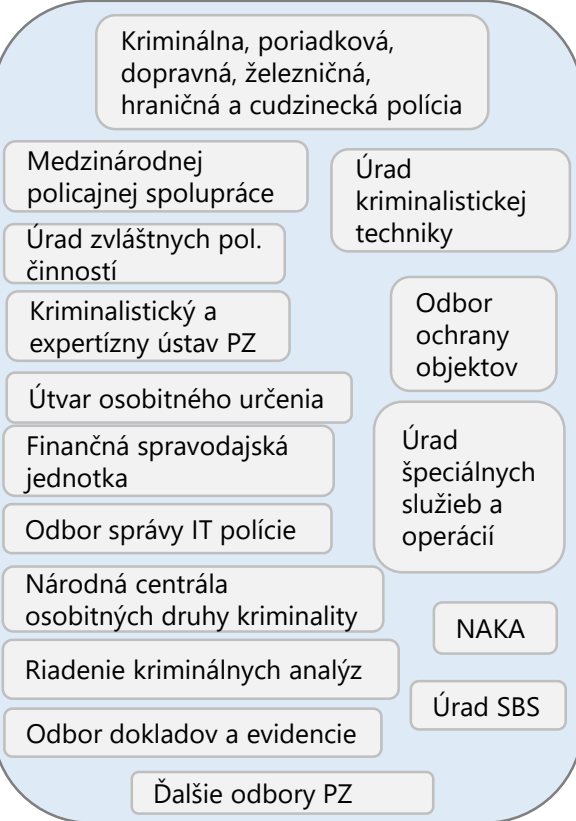 Kriminálna, poriadková,
dopravná, železničná,
hraničná a cudzinecká polícia
Medzinárodnej
policajnej spolupráce
Úrad
kriminalistickej
techniky
Úrad zvláštnych pol.
činností
Kriminalistický a
expertízny ústav PZ
Odbor
ochrany
objektov
Útvar osobitného určenia
Finančná spravodajská
jednotka
Úrad
špeciálnych
služieb a
operácií
Odbor správy IT polície
Národná centrála
osobitných druhy kriminality
NAKA
Riadenie kriminálnych analýz
Úrad SBS
Odbor dokladov a evidencie
Ďalšie odbory PZ